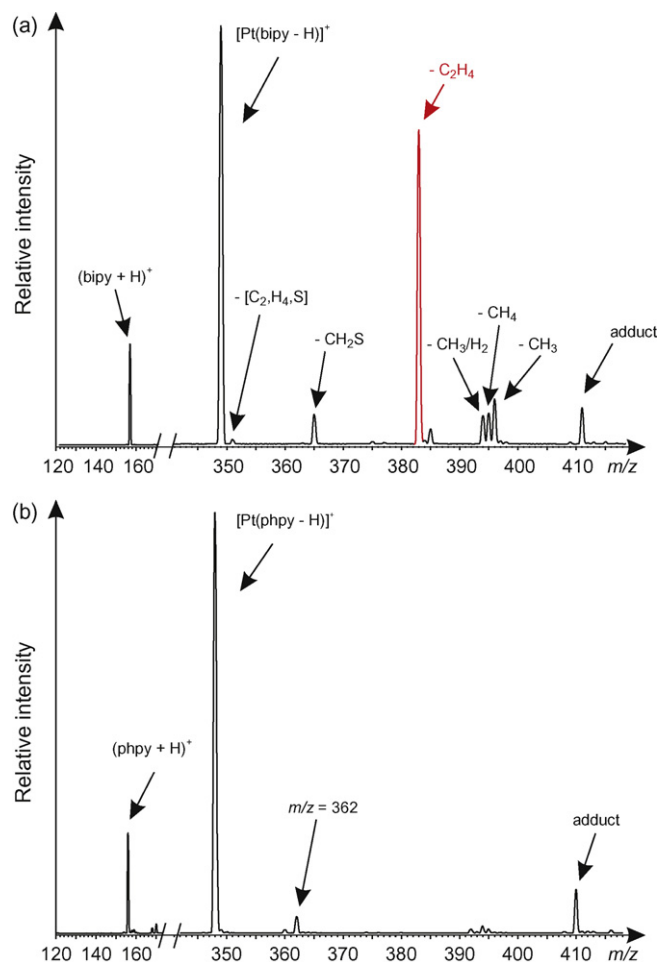 (a)
[Pt(bipy - H)]⁺
- C₂H₄
(bipy + H)⁺
- [C₂,H₄,S]
- CH₂S
- CH₃/H₂
- CH₄
- CH₃
adduct
Relative intensity
120 140 160 350 360 370 380 390 400 410 m/z
(b)
[Pt(phpy - H)]⁺
(phpy + H)⁺
m/z = 362
adduct
Relative intensity
120 140 160 350 360 370 380 390 400 410 m/z